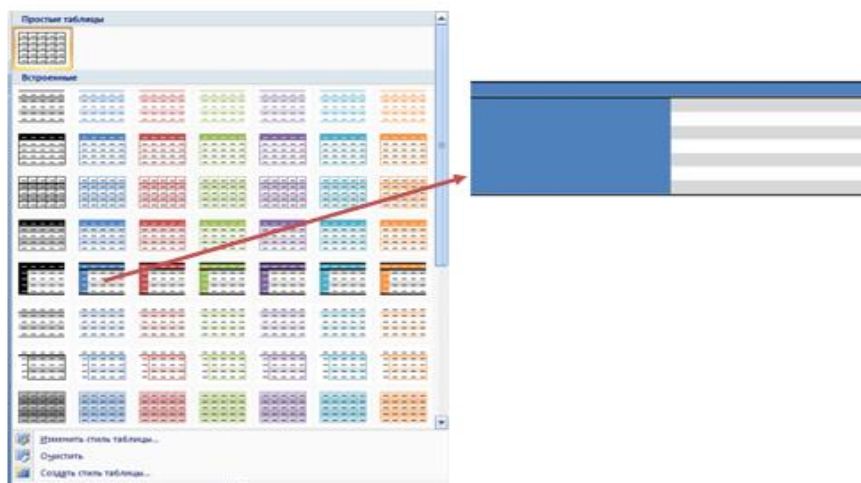 Простые таблицы
Встроенные
Изменить стиль таблицы...
Очистить
Создать стиль таблицы...